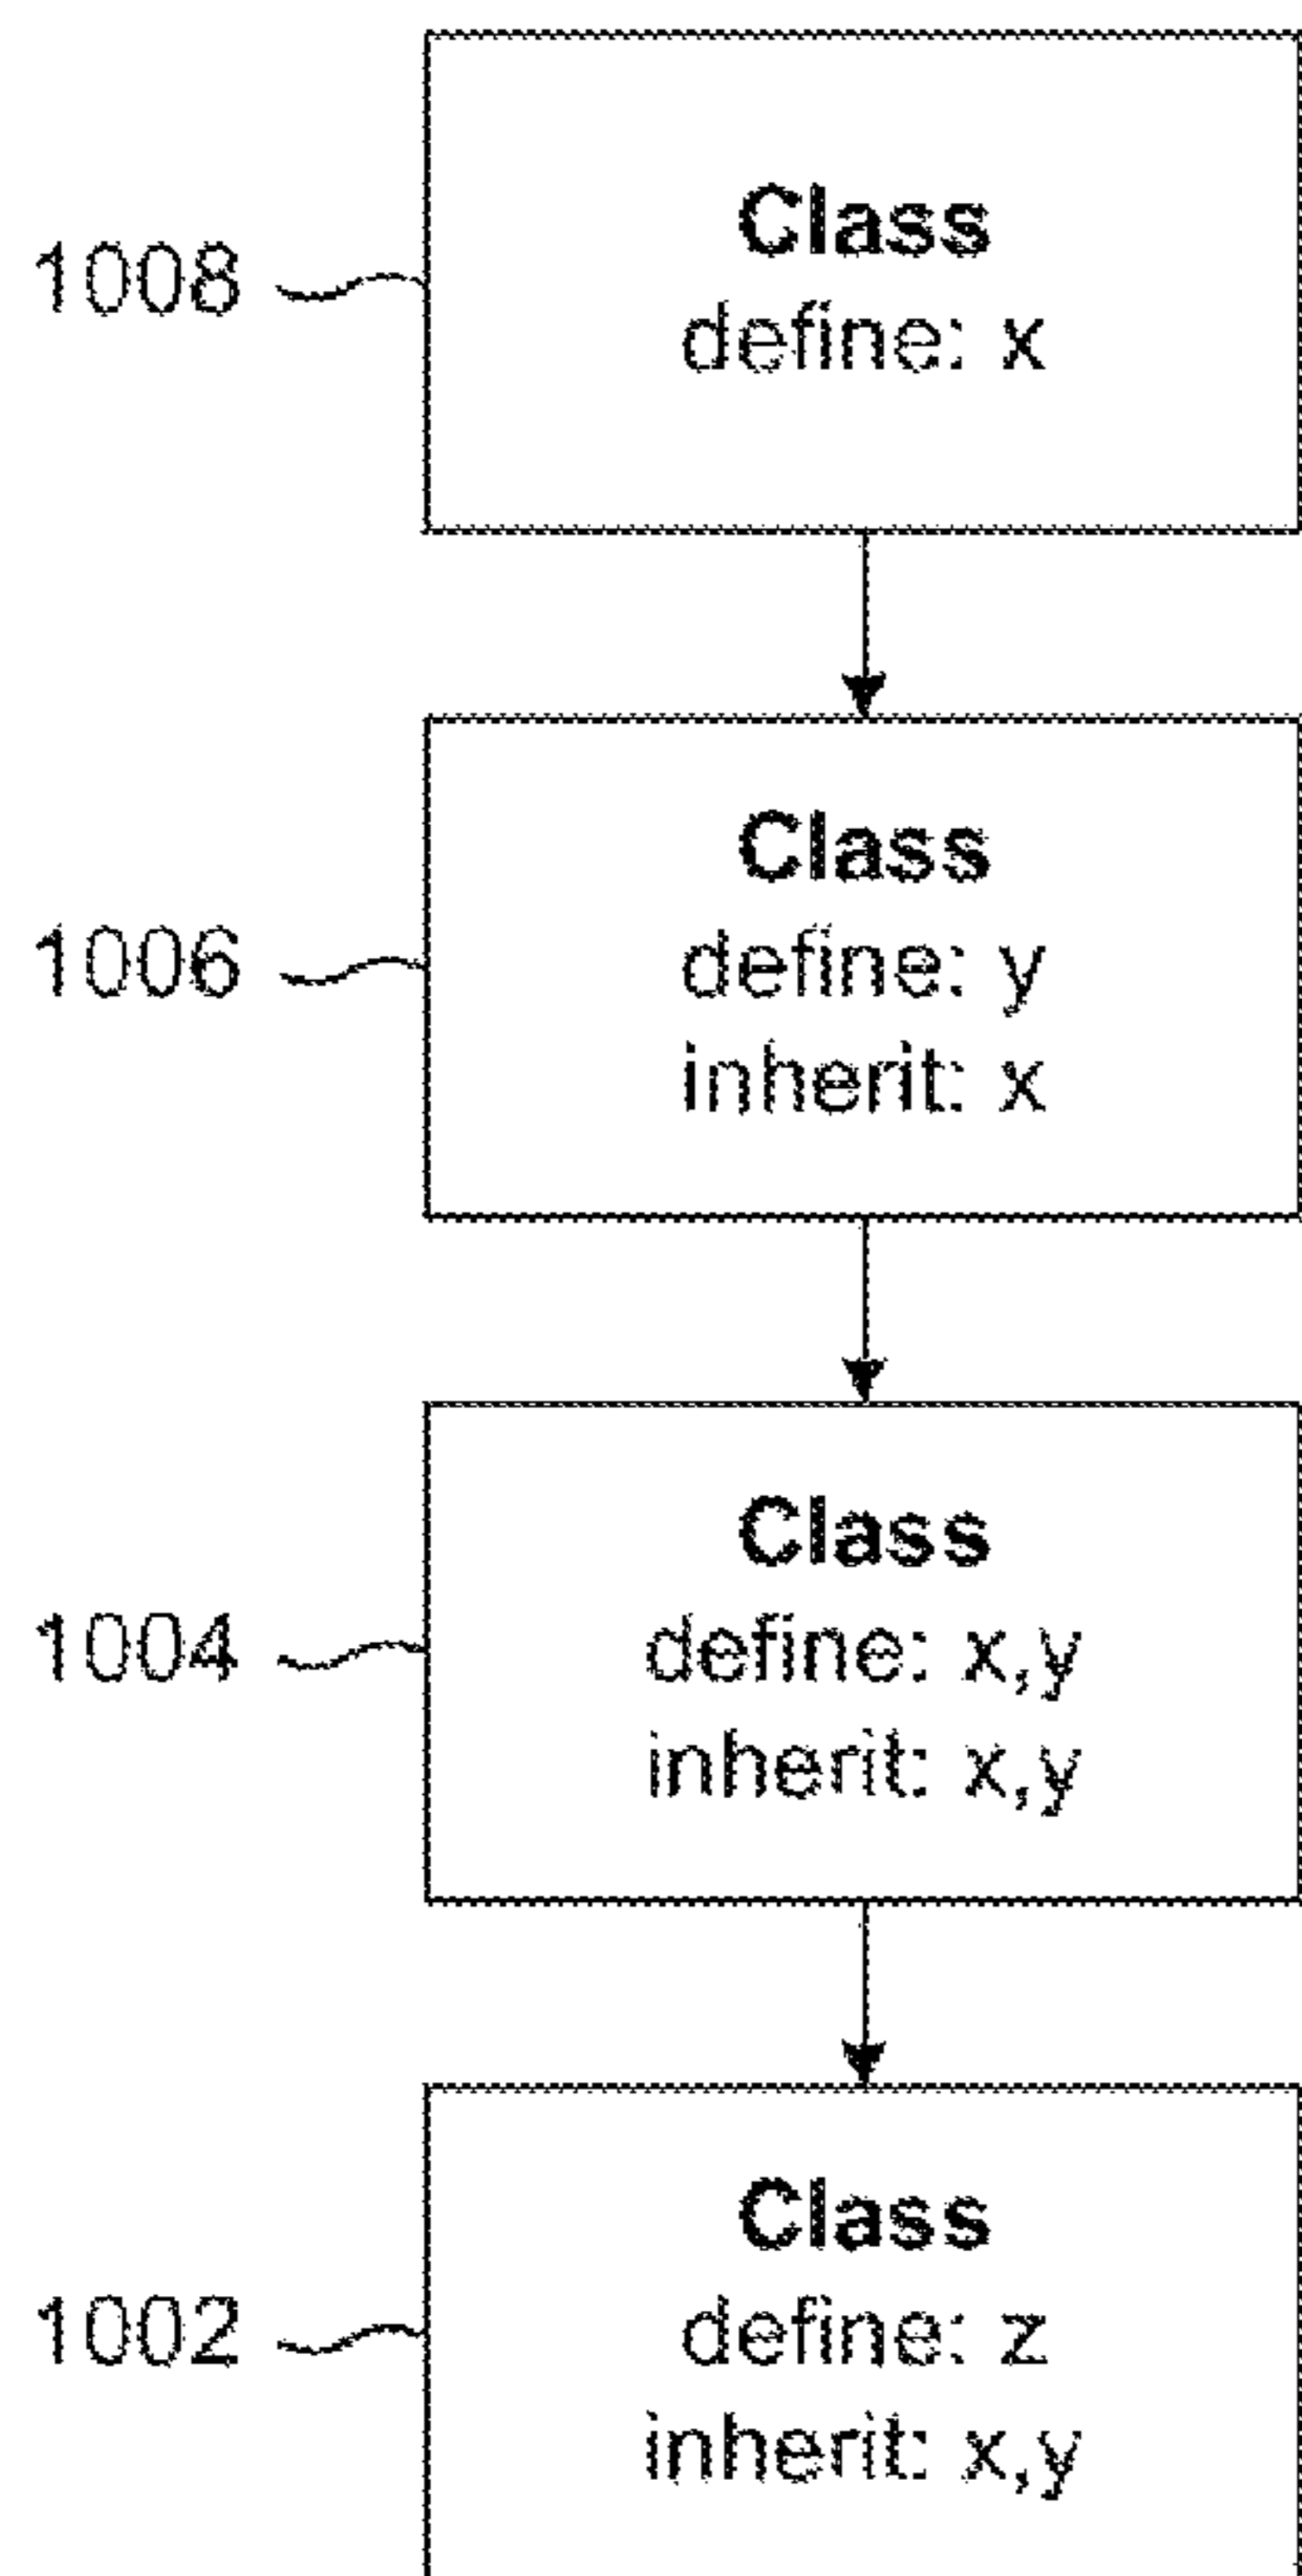 Class
1008
define: x
Class
1006
define: y
inherit: x
Class
1004
define: x,y
inherit: x,y
Class
1002
define: z
inherit: x,y